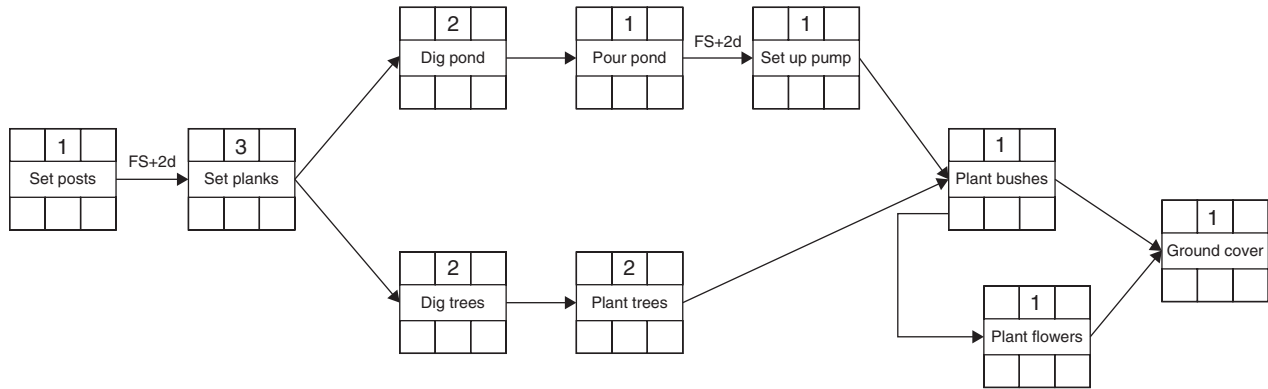 2
Dig pond
1
Pour pond
FS+2d
1
Set up pump
1
Set posts
FS+2d
3
Set planks
1
Plant bushes
1
Ground cover
2
Dig trees
2
Plant trees
1
Plant flowers